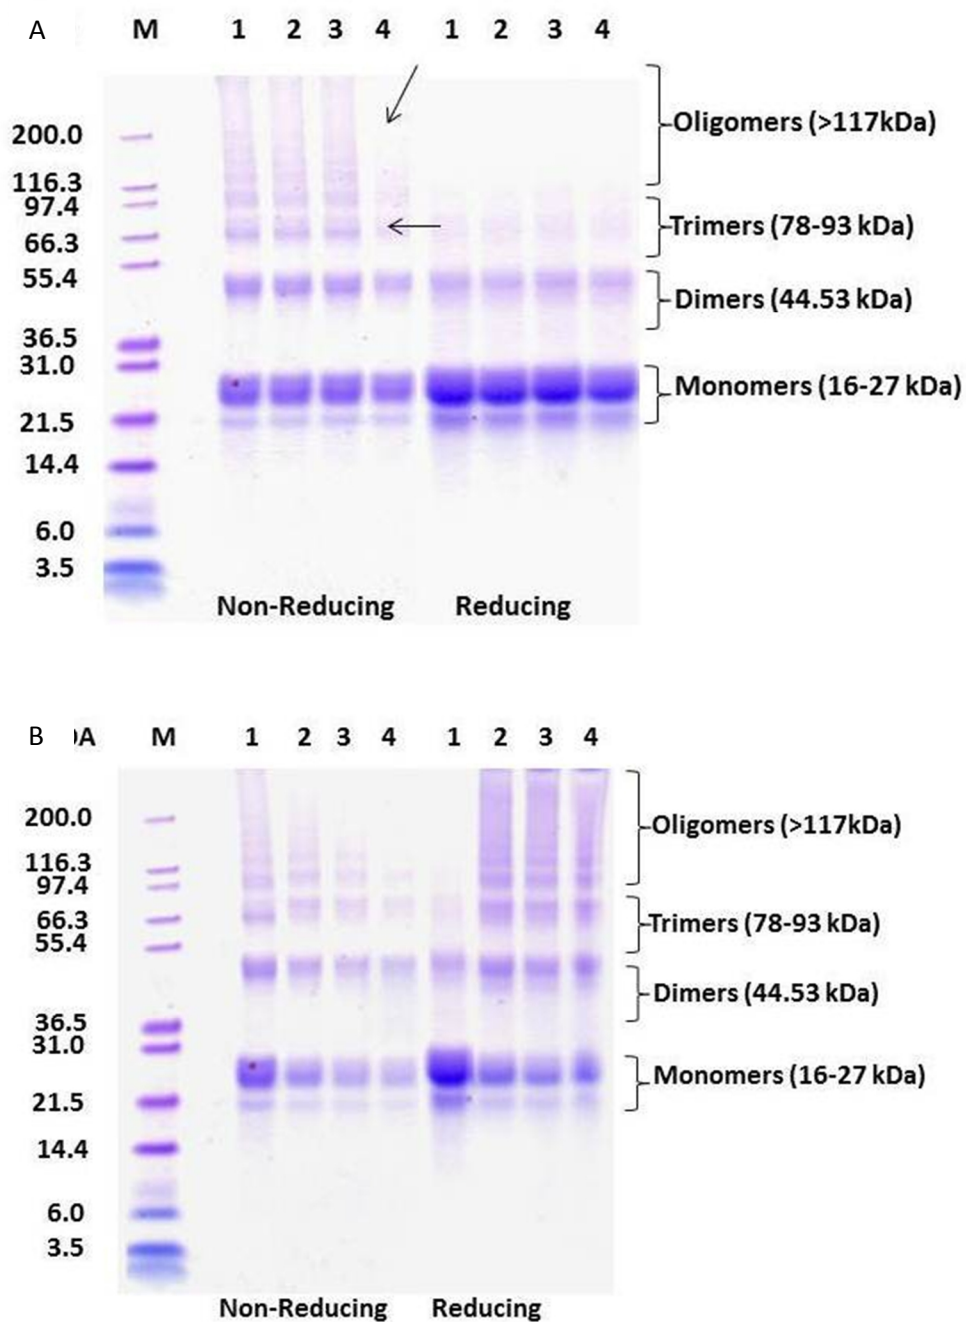 A M 1 2 3 4 1 2 3 4
200.0
116.3
97.4
66.3
55.4
36.5
31.0
21.5
14.4
6.0
3.5
Oligomers (>117kDa)
Trimers (78-93 kDa)
Dimers (44.53 kDa)
Monomers (16-27 kDa)
Non-Reducing Reducing
B DA M 1 2 3 4 1 2 3 4
200.0
116.3
97.4
66.3
55.4
36.5
31.0
21.5
14.4
6.0
3.5
Oligomers (>117kDa)
Trimers (78-93 kDa)
Dimers (44.53 kDa)
Monomers (16-27 kDa)
Non-Reducing Reducing